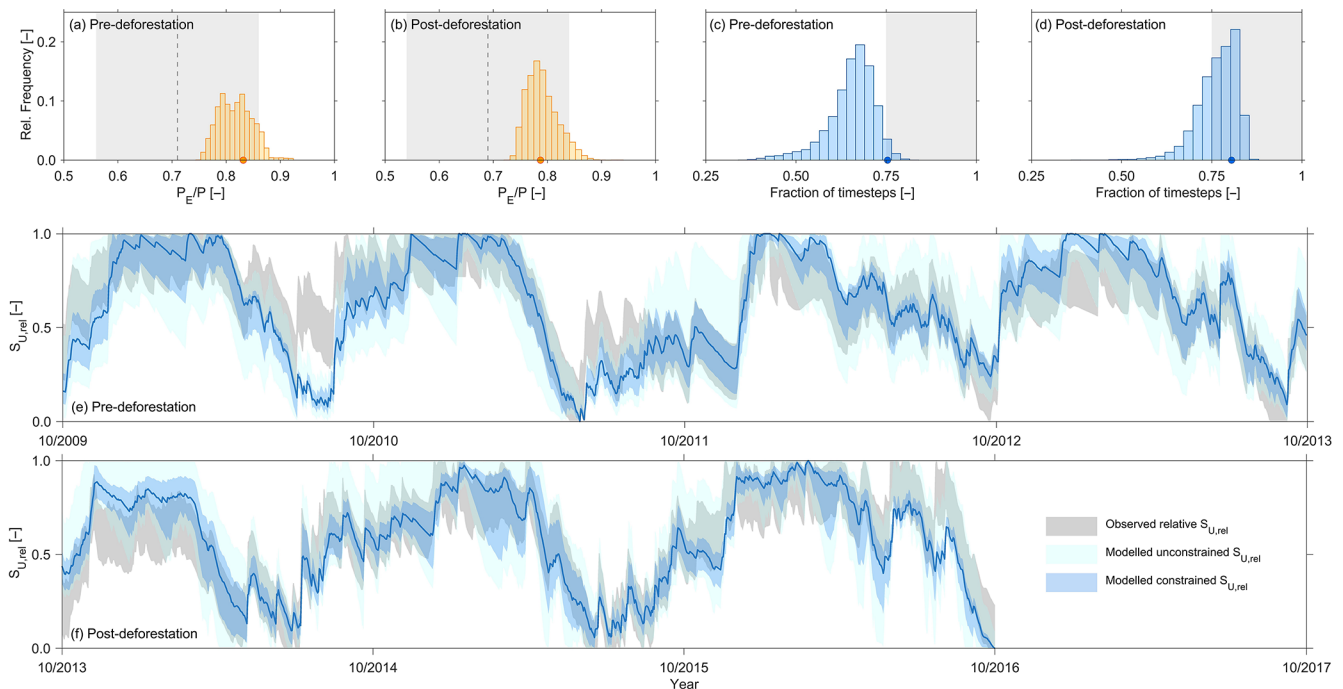 (a) Pre-deforestation
(b) Post-deforestation
(c) Pre-deforestation
(d) Post-deforestation
Rel. Frequency [–]
0.2
0.1
0.0
0.5 0.6 0.7 0.8 0.9 1
P_E/P [–]
0.5 0.6 0.7 0.8 0.9 1
P_E/P [–]
0.25 0.50 0.75 1
Fraction of timesteps [–]
0.25 0.50 0.75 1
Fraction of timesteps [–]
S_U,rel [–]
1.0
0.5
0.0
(e) Pre-deforestation
10/2009 10/2010 10/2011 10/2012 10/2013
S_U,rel [–]
1.0
0.5
0.0
(f) Post-deforestation
Observed relative S_U,rel
Modelled unconstrained S_U,rel
Modelled constrained S_U,rel
10/2013 10/2014 10/2015 10/2016 10/2017
Year